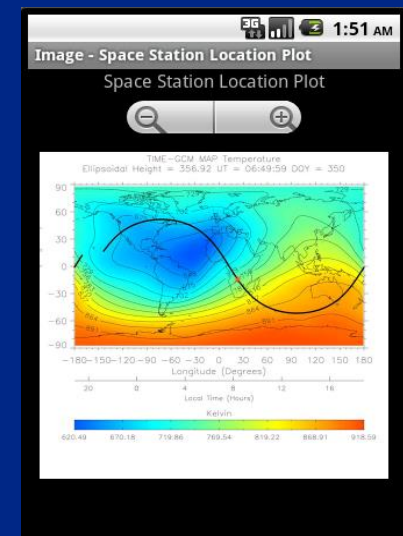 3G 1:51 AM
Image - Space Station Location Plot
Space Station Location Plot
TIME-GCM MAP Temperature
Ellipsoidal Height = 356.92 UT = 06:49:59 DOY = 350
90
60
30
0
-30
-60
-90
-180 -150 -120 -90 -60 -30 0 30 60 90 120 150 180
Longitude (Degrees)
20 0 4 8 12 16
Local Time (Hours)
Kelvin
620.49 670.18 719.86 769.54 819.22 868.91 918.59